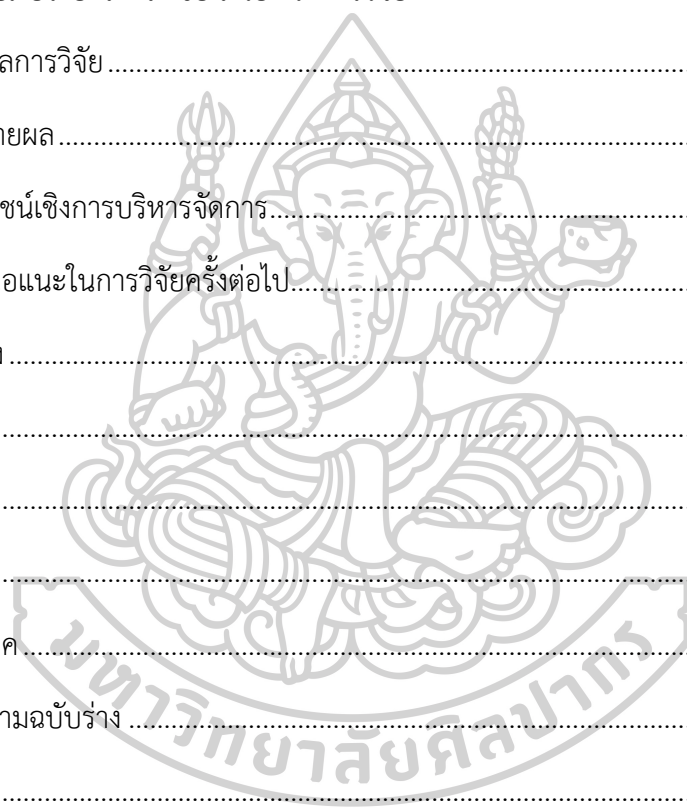 ลการวิจัย
ายผล
ชน์เชิงการบริหารจัดการ
อแนะในการวิจัยครั้งต่อไป
ค
ามฉบับร่าง
มหาวิทยาลัยศิลปากร